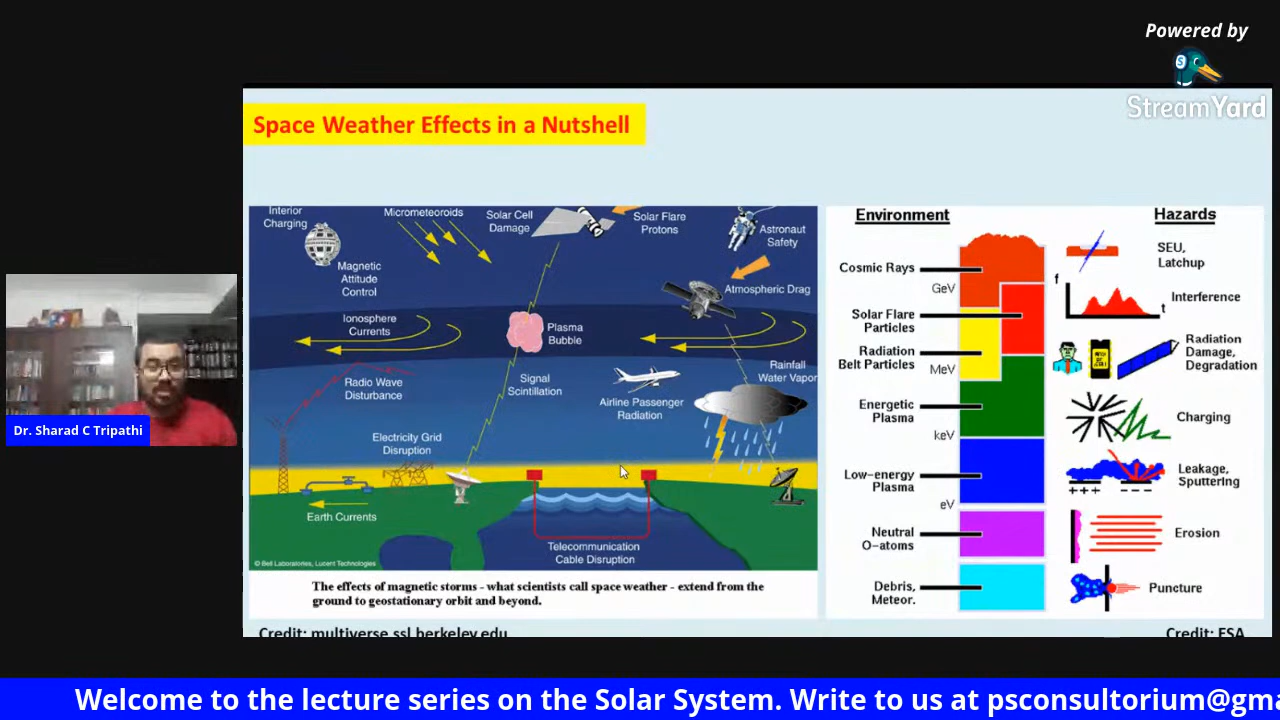 Powered by
StreamYard
Space Weather Effects in a Nutshell
Interior
Charging
Micrometeoroids
Solar Cell
Damage
Solar Flare
Protons
Astronaut
Safety
Magnetic
Attitude
Control
Atmospheric Drag
Ionosphere
Currents
Plasma
Bubble
Radio Wave
Disturbance
Signal
Scintillation
Airline Passenger
Radiation
Rainfall
Water Vapor
Electricity Grid
Disruption
Earth Currents
Telecommunication
Cable Disruption
© Bell Laboratories, Lucent Technologies
The effects of magnetic storms - what scientists call space weather - extend from the
ground to geostationary orbit and beyond.
Credit: multiverse.ssl.berkeley.edu
Environment
Hazards
Cosmic Rays
GeV
Solar Flare
Particles
Radiation
Belt Particles
MeV
Energetic
Plasma
keV
Low-energy
Plasma
eV
Neutral
O-atoms
Debris,
Meteor.
SEU,
Latchup
f
t
Interference
Radiation
Damage,
Degradation
Charging
Leakage,
Sputtering
+++
---
Erosion
Puncture
Credit: ESA
Dr. Sharad C Tripathi
Welcome to the lecture series on the Solar System. Write to us at psconsultorium@gma